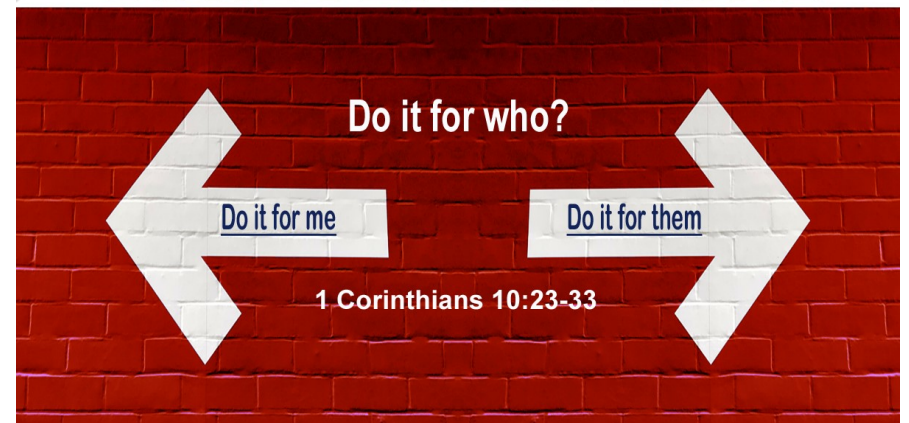 Do it for who?
Do it for me
Do it for them
1 Corinthians 10:23-33